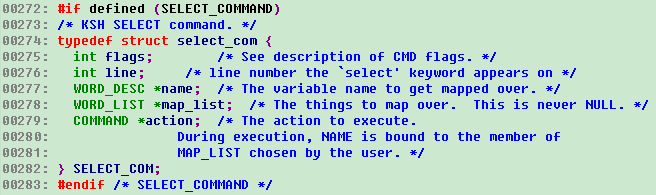 00272: #if defined (SELECT_COMMAND)
00273: /* KSH SELECT command. */
00274: typedef struct select_com {
00275:   int flags;        /* See description of CMD flags. */
00276:   int line;     /* line number the `select' keyword appears on */
00277:   WORD_DESC *name;  /* The variable name to get mapped over. */
00278:   WORD_LIST *map_list;  /* The things to map over.  This is never NULL. */
00279:   COMMAND *action;  /* The action to execute.
00280:                During execution, NAME is bound to the member of
00281:                MAP_LIST chosen by the user. */
00282: } SELECT_COM;
00283: #endif /* SELECT_COMMAND */